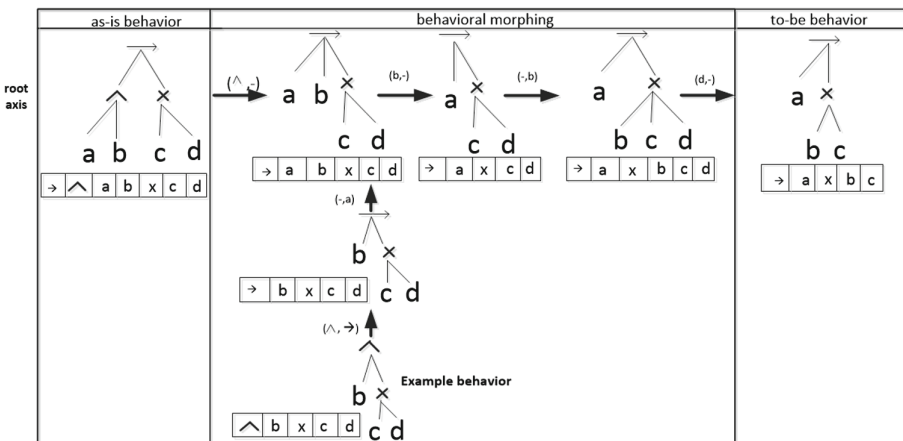 as-is behavior behavioral morphing to-be behavior
→ → → → →
root axis
∧ × (∧,-) a b × (b,-) a × (-,b) a × (d,-) a ×
a b c d c d c d b c d b c
→ ∧ a b x c d → a b x c d → a x c d → a x b c d → a x b c
(-,a)
→
b ×
→ b x c d c d
(∧, →)
∧
b × Example behavior
∧ b x c d c d